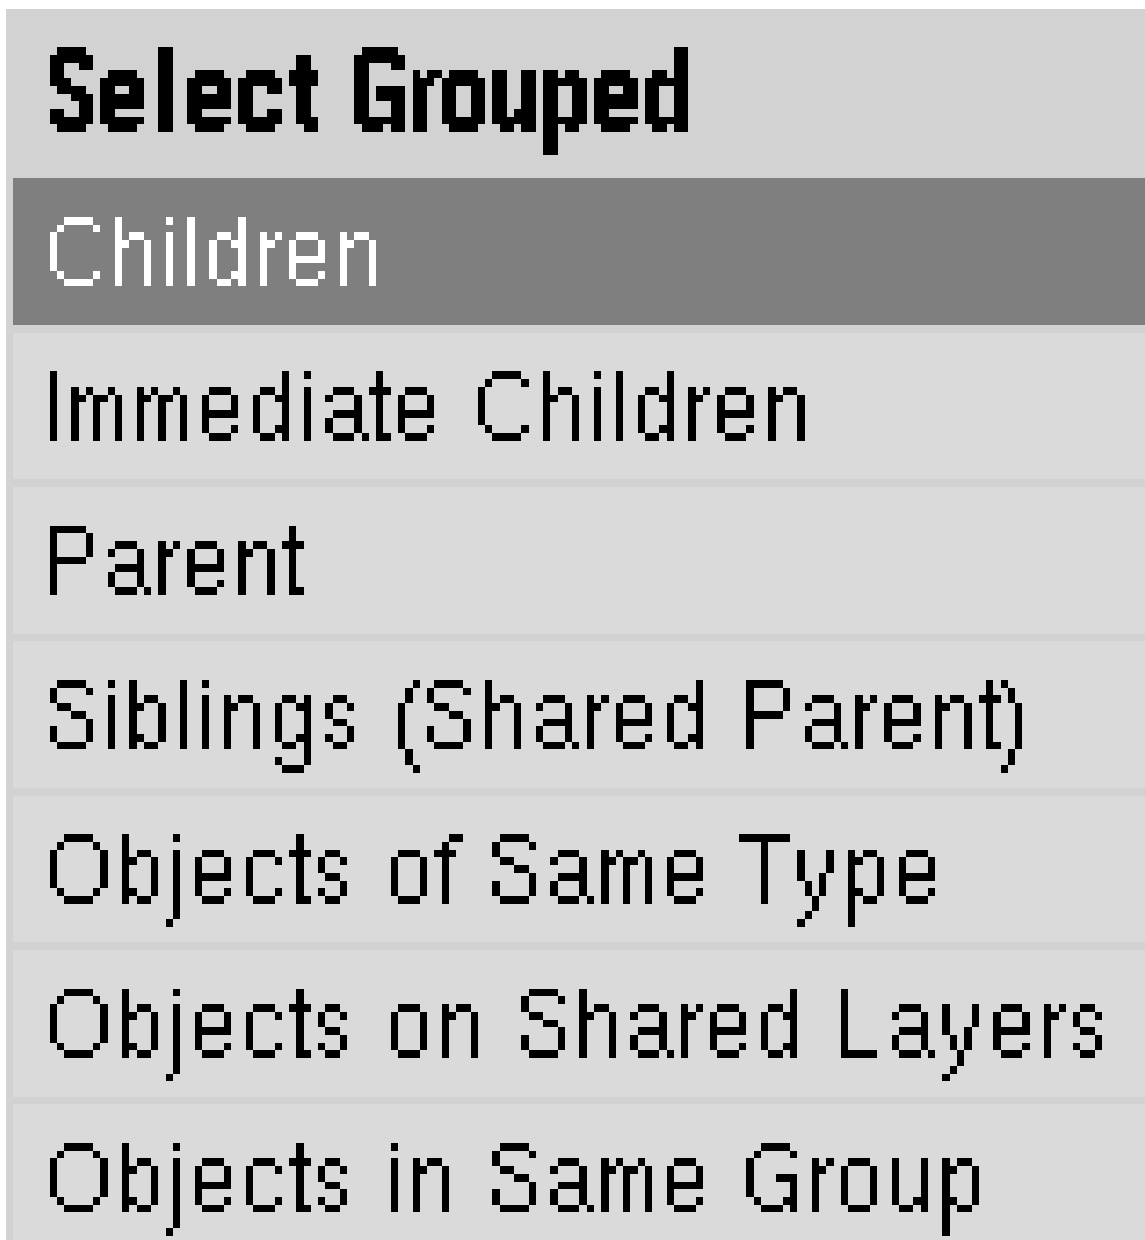 Select Grouped
Children
Immediate Children
Parent
Siblings (Shared Parent)
Objects of Same Type
Objects on Shared Layers
Objects in Same Group